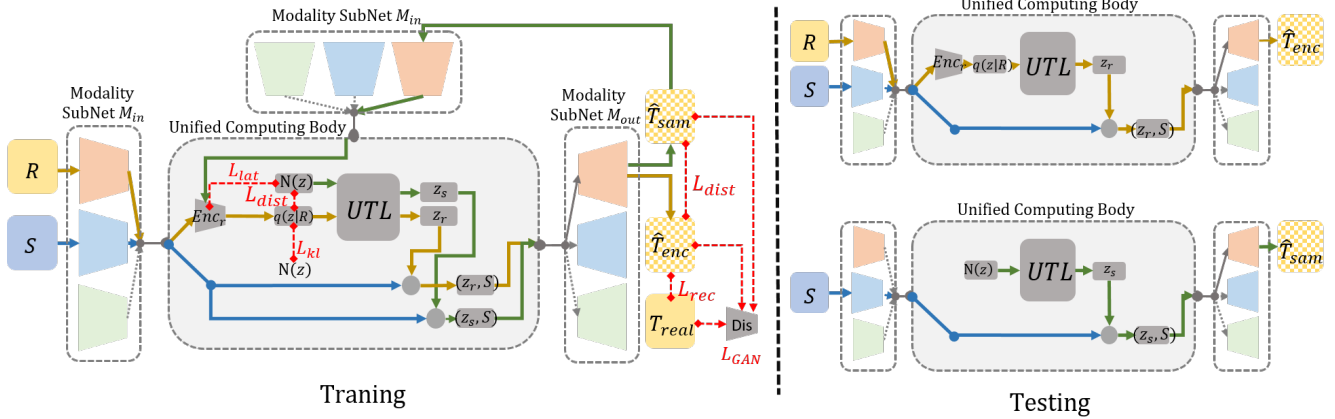 Modality SubNet M_in
Modality
SubNet M_in
Unified Computing Body
Modality
SubNet M_out
R
S
L_lat
N(z)
L_dist
Enc_r
q(z|R)
L_kl
N(z)
UTL
z_s
z_r
(z_r, S)
(z_s, S)
T̂_sam
L_dist
T̂_enc
L_rec
T_real
Dis
L_GAN
Traning
Unified Computing Body
R
S
Enc_r
q(z|R)
UTL
z_r
(z_r, S)
T̂_enc
Unified Computing Body
S
N(z)
UTL
z_s
(z_s, S)
T̂_sam
Testing